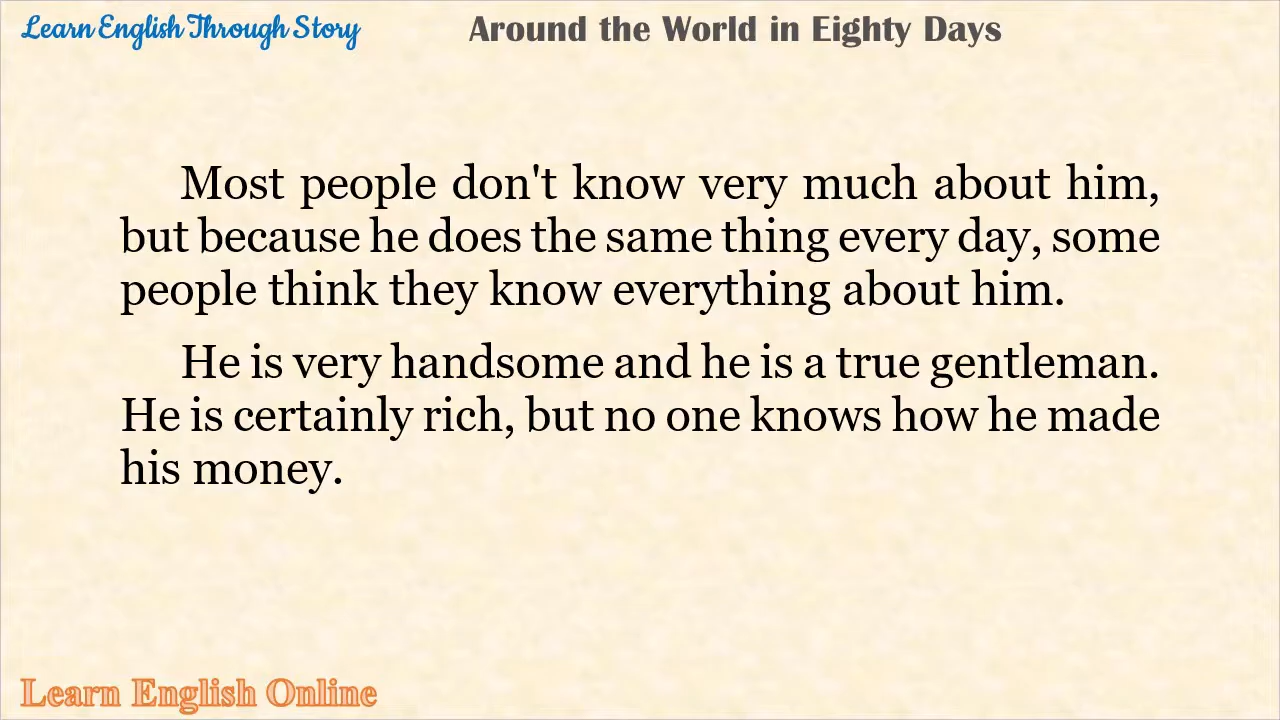 Learn English Through Story
Around the World in Eighty Days
Most people don't know very much about him,
but because he does the same thing every day, some
people think they know everything about him.
He is very handsome and he is a true gentleman.
He is certainly rich, but no one knows how he made
his money.
Learn English Online